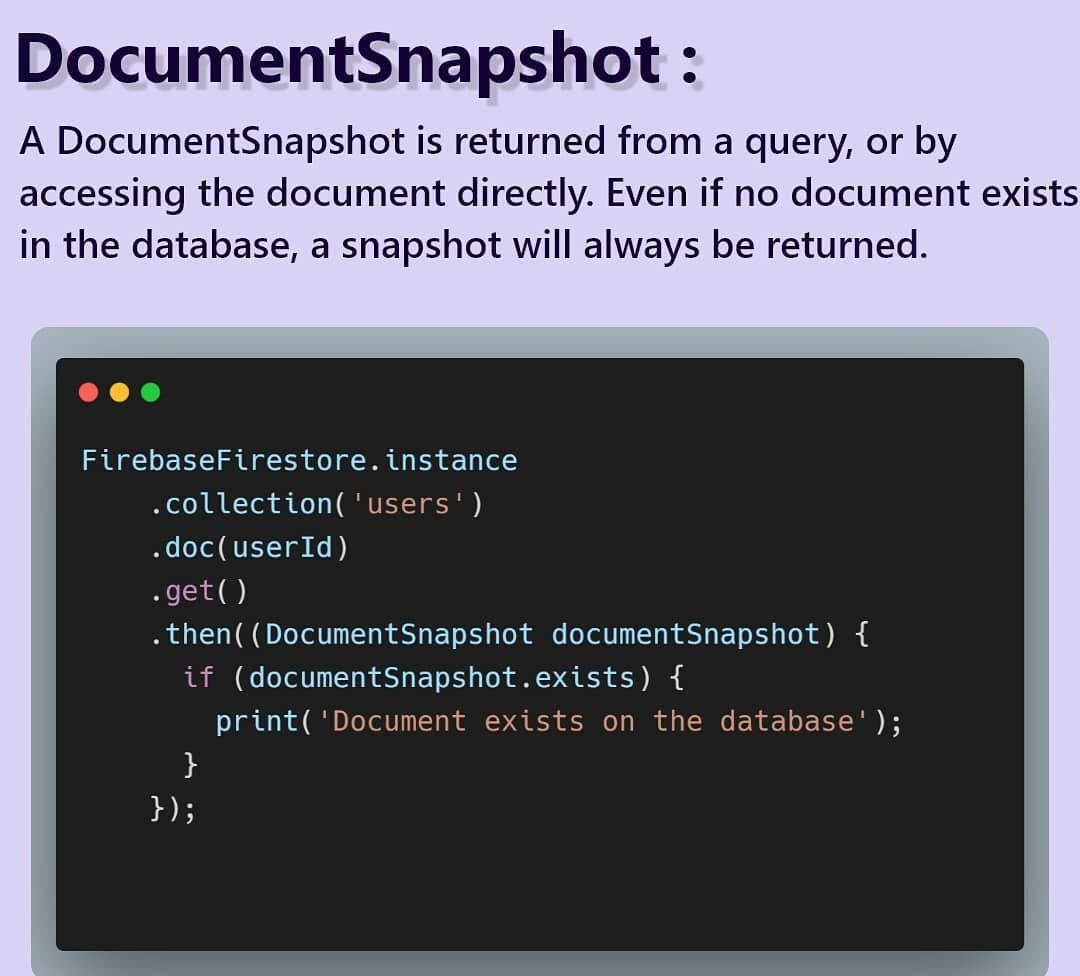 DocumentSnapshot :
A DocumentSnapshot is returned from a query, or by
accessing the document directly. Even if no document exists
in the database, a snapshot will always be returned.
FirebaseFirestore.instance
    .collection('users')
    .doc(userId)
    .get()
    .then((DocumentSnapshot documentSnapshot) {
      if (documentSnapshot.exists) {
        print('Document exists on the database');
      }
    });